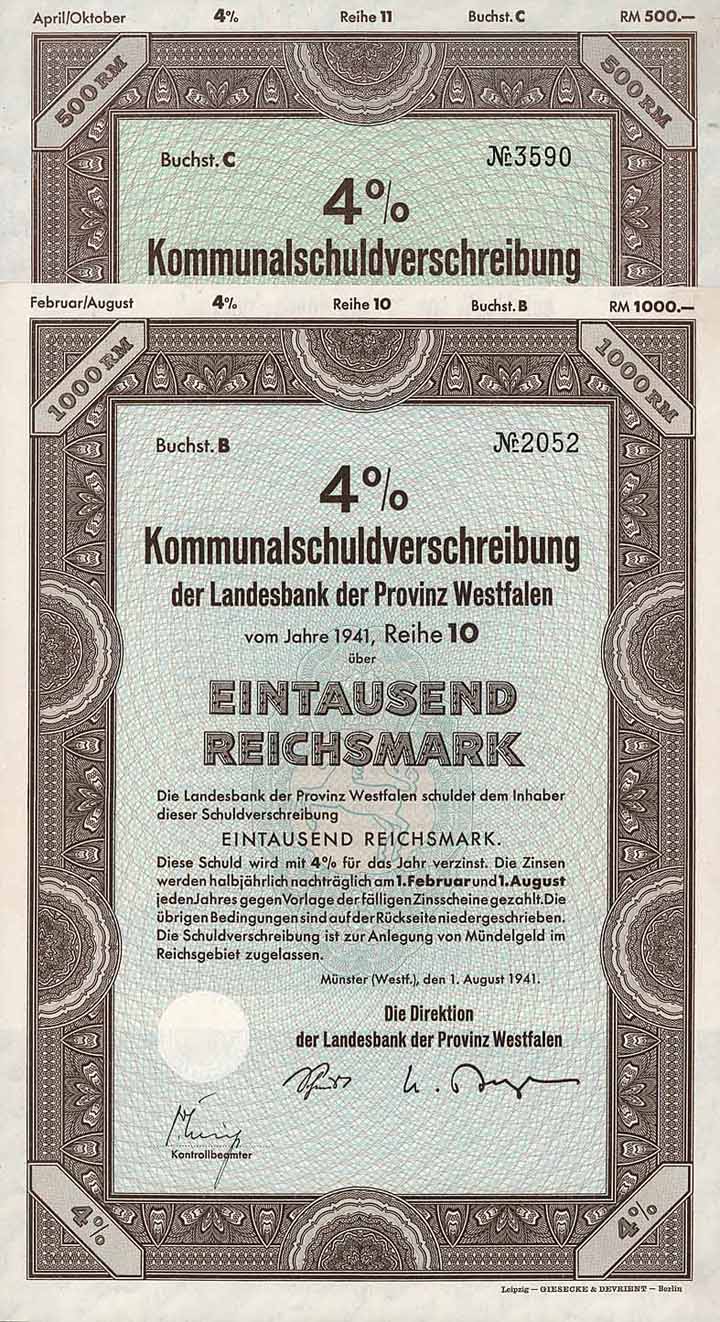 April/Oktober 4% Reihe 11 Buchst. C RM 500.—
500 RM 500 RM
Buchst. C № 3590
4%
Kommunalschuldverschreibung
Februar/August 4% Reihe 10 Buchst. B RM 1000.—
1000 RM 1000 RM
Buchst. B № 2052
4%
Kommunalschuldverschreibung
der Landesbank der Provinz Westfalen
vom Jahre 1941, Reihe 10
über
EINTAUSEND
REICHSMARK
Die Landesbank der Provinz Westfalen schuldet dem Inhaber
dieser Schuldverschreibung
EINTAUSEND REICHSMARK.
Diese Schuld wird mit 4% für das Jahr verzinst. Die Zinsen
werden halbjährlich nachträglich am 1. Februar und 1. August
jeden Jahres gegen Vorlage der fälligen Zinsscheine gezahlt. Die
übrigen Bedingungen sind auf der Rückseite niedergeschrieben.
Die Schuldverschreibung ist zur Anlegung von Mündelgeld im
Reichsgebiet zugelassen.
Münster (Westf.), den 1. August 1941.
Die Direktion
der Landesbank der Provinz Westfalen
Kontrollbeamter
4% 4%
Leipzig — GIESECKE & DEVRIENT — Berlin